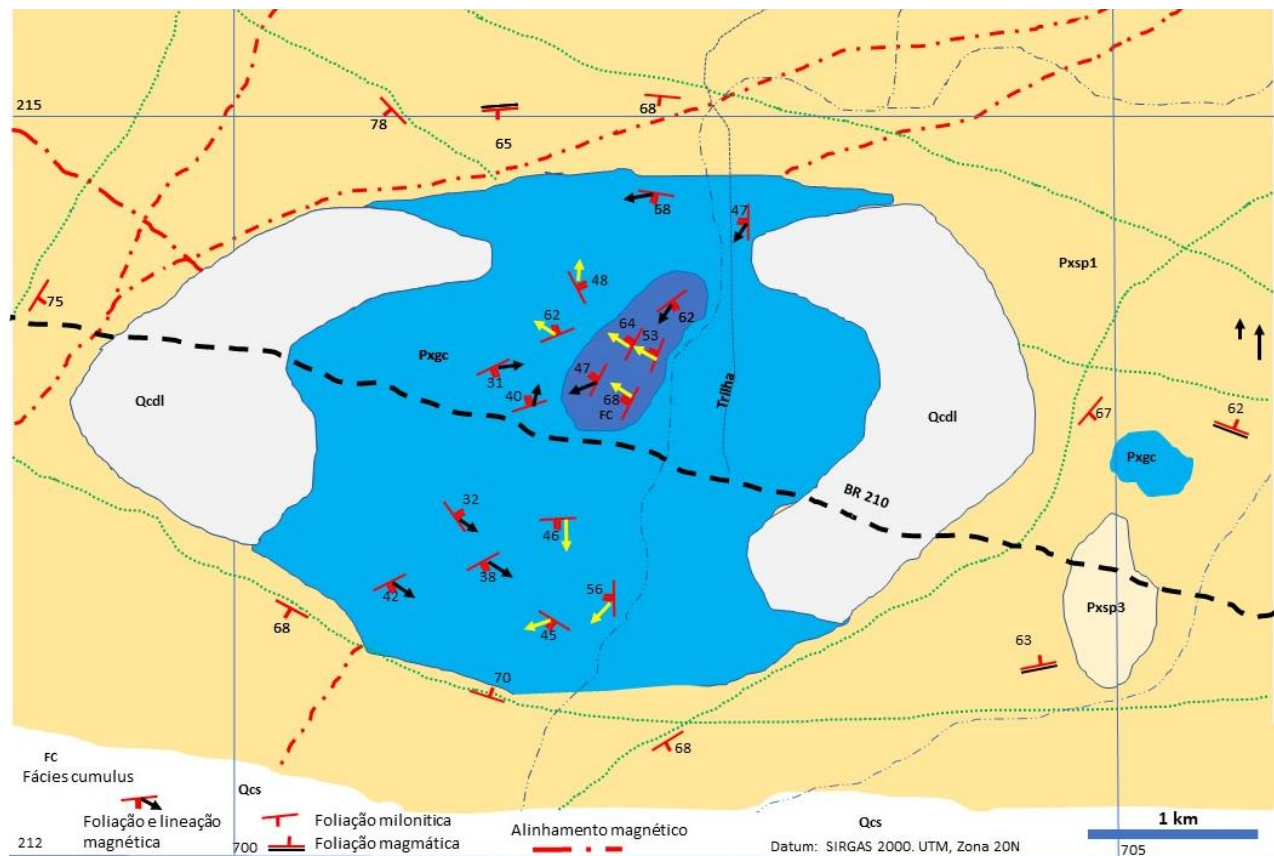 215
78
65
68
68
47
Pxsp1
75
48
62
64
53
62
Pxgc
31
47
40
68
FC
Trilha
Qcdl
Qcdl
67
62
Pxgc
BR 210
32
46
38
42
56
45
Pxsp3
68
63
70
68
FC
Fácies cumulus
Qcs
Foliação e lineação
magnética
Foliação milonítica
Foliação magmática
Alinhamento magnético
Qcs
1 km
212
700
Datum: SIRGAS 2000. UTM, Zona 20N
705